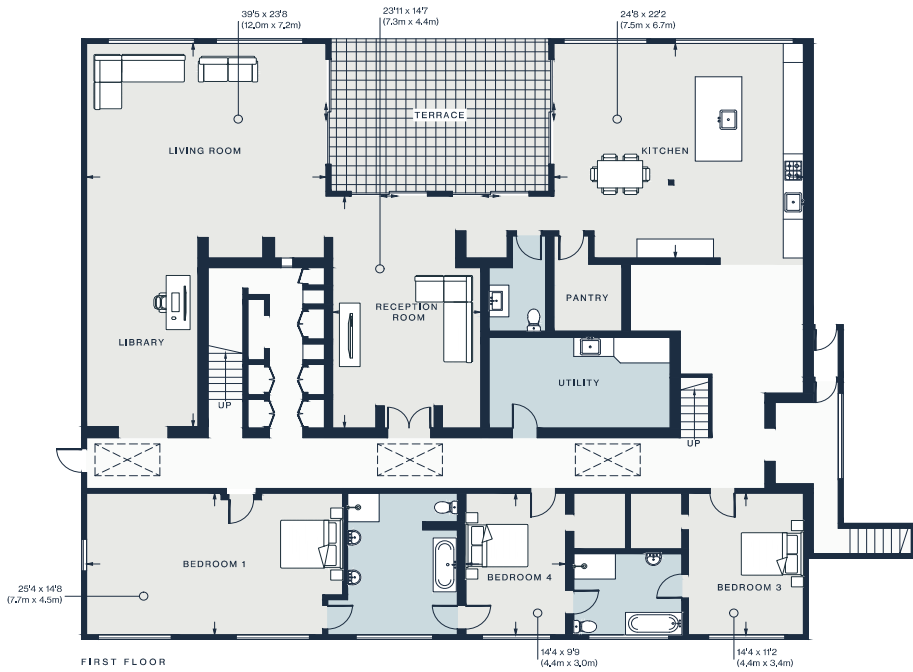 39'5 x 23'8
(12.0m x 7.2m)
23'11 x 14'7
(7.3m x 4.4m)
24'8 x 22'2
(7.5m x 6.7m)
TERRACE
LIVING ROOM
KITCHEN
PANTRY
RECEPTION
ROOM
LIBRARY
UTILITY
UP
UP
BEDROOM 1
BEDROOM 4
BEDROOM 3
25'4 x 14'8
(7.7m x 4.5m)
14'4 x 9'9
(4.4m x 3.0m)
14'4 x 11'2
(4.4m x 3.4m)
FIRST FLOOR